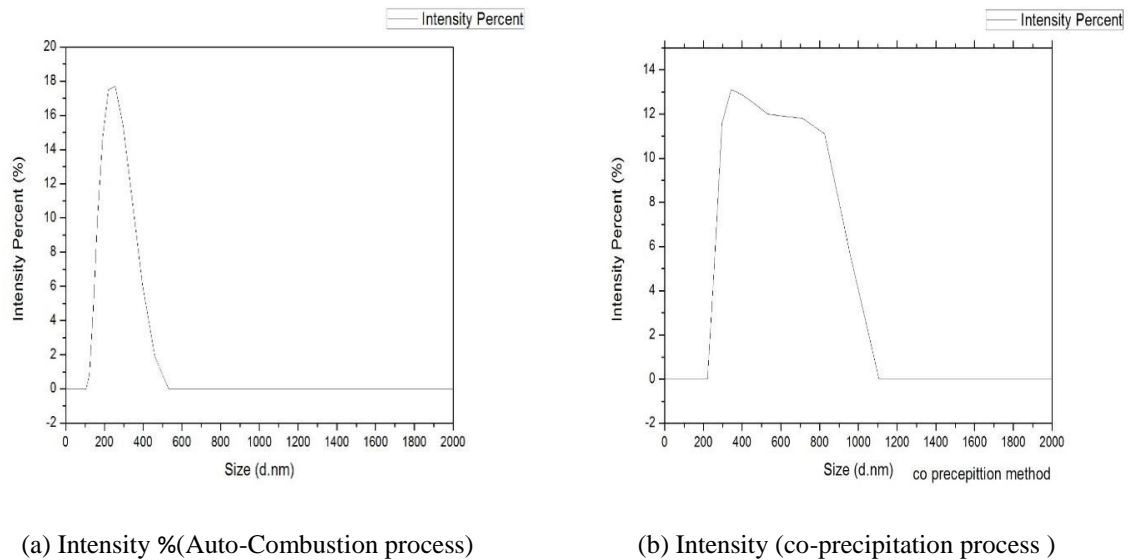 Intensity Percent
20
18
16
14
12
10
8
6
4
2
0
-2
Intensity Percent (%)
0 200 400 600 800 1000 1200 1400 1600 1800 2000
Size (d.nm)
(a) Intensity %(Auto-Combustion process)
Intensity Percent
14
12
10
8
6
4
2
0
-2
Intensity Percent (%)
0 200 400 600 800 1000 1200 1400 1600 1800 2000
Size (d.nm) co precepittion method
(b) Intensity (co-precipitation process )